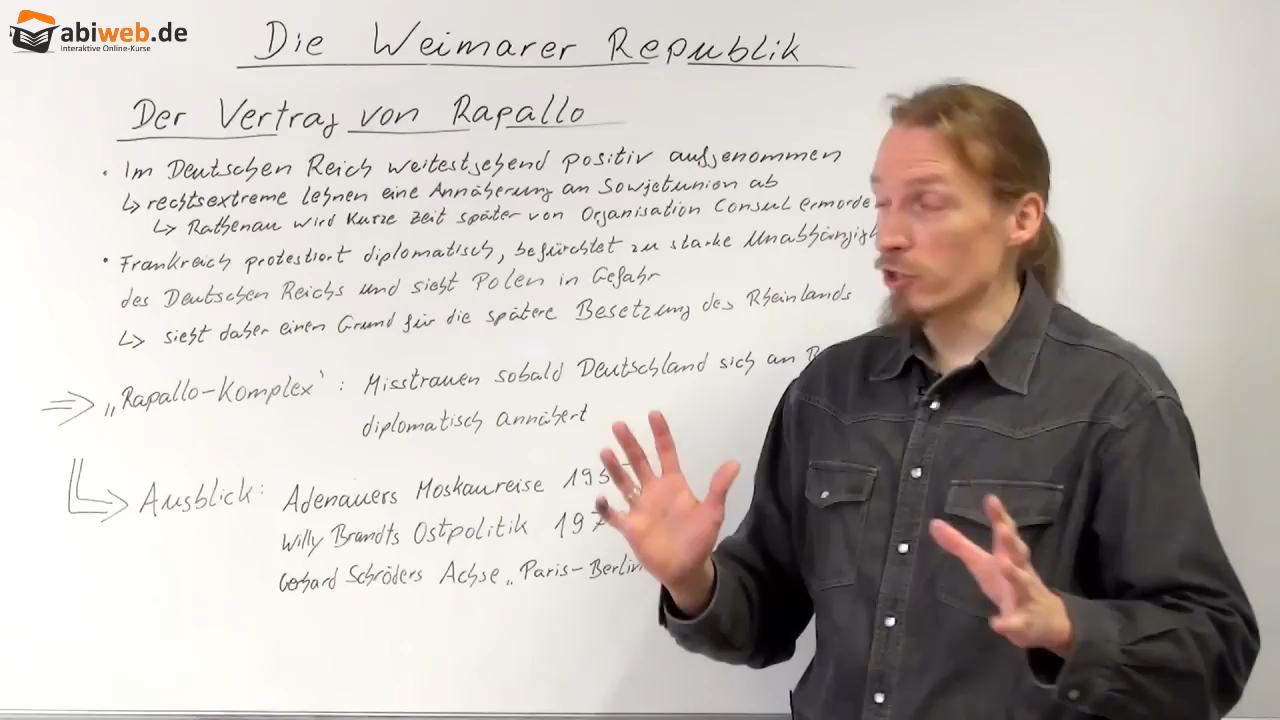 abiweb.de
Interaktive Online-Kurse
Die Weimarer Republik
Der Vertrag von Rapallo
• Im Deutschen Reich weitestgehend positiv aufgenommen
↳ rechtsextreme lehnen eine Annäherung an Sowjetunion ab
↳ Rathenau wird kurze Zeit später von Organisation Consul ermorde
• Frankreich protestiert diplomatisch, befürchtet zu starke Unabhängigk
des Deutschen Reichs und sieht Polen in Gefahr
↳ sieht daher einen Grund für die spätere Besetzung des Rheinlands
⇒ „Rapallo-Komplex": Misstrauen sobald Deutschland sich an
diplomatisch annähert
Ausblick: Adenauers Moskaureise 195
Willy Brandts Ostpolitik 197
Gerhard Schröders Achse „Paris-Berlin